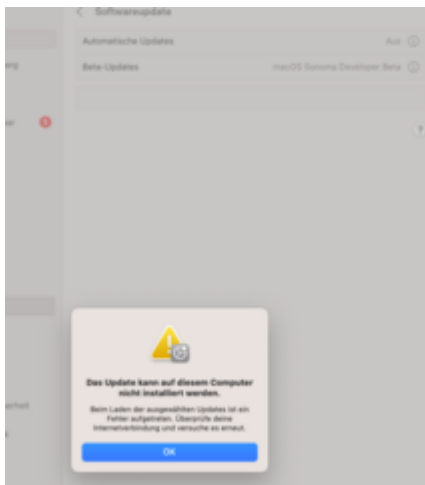 Softwareupdate
Automatische Updates Aus
Beta-Updates macOS Sonoma Developer Beta
1
?
Das Update kann auf diesem Computer
nicht installiert werden.
Beim Laden der ausgewählten Updates ist ein
Fehler aufgetreten. Überprüfe deine
Internetverbindung und versuche es erneut.
OK